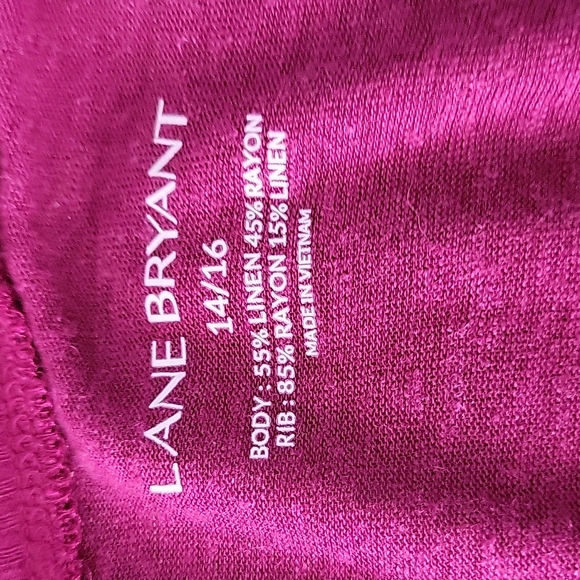 LANE BRYANT
14/16
BODY : 55% LINEN 45% RAYON
RIB : 85% RAYON 15% LINEN
MADE IN VIETNAM